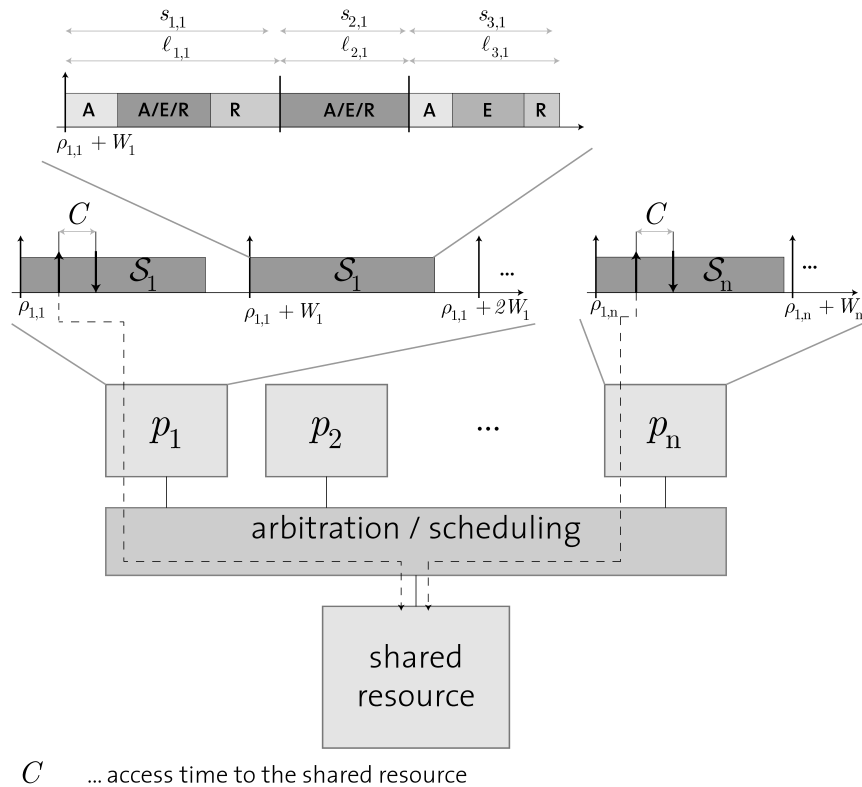 s₁,₁ s₂,₁ s₃,₁
ℓ₁,₁ ℓ₂,₁ ℓ₃,₁
A A/E/R R A/E/R A E R
ρ₁,₁ + W₁
C C
𝒮₁ 𝒮₁ ... 𝒮ₙ ...
ρ₁,₁ ρ₁,₁ + W₁ ρ₁,₁ + 2W₁ ρ₁,ₙ ρ₁,ₙ + Wₙ
p₁ p₂ ... pₙ
arbitration / scheduling
shared
resource
C ... access time to the shared resource